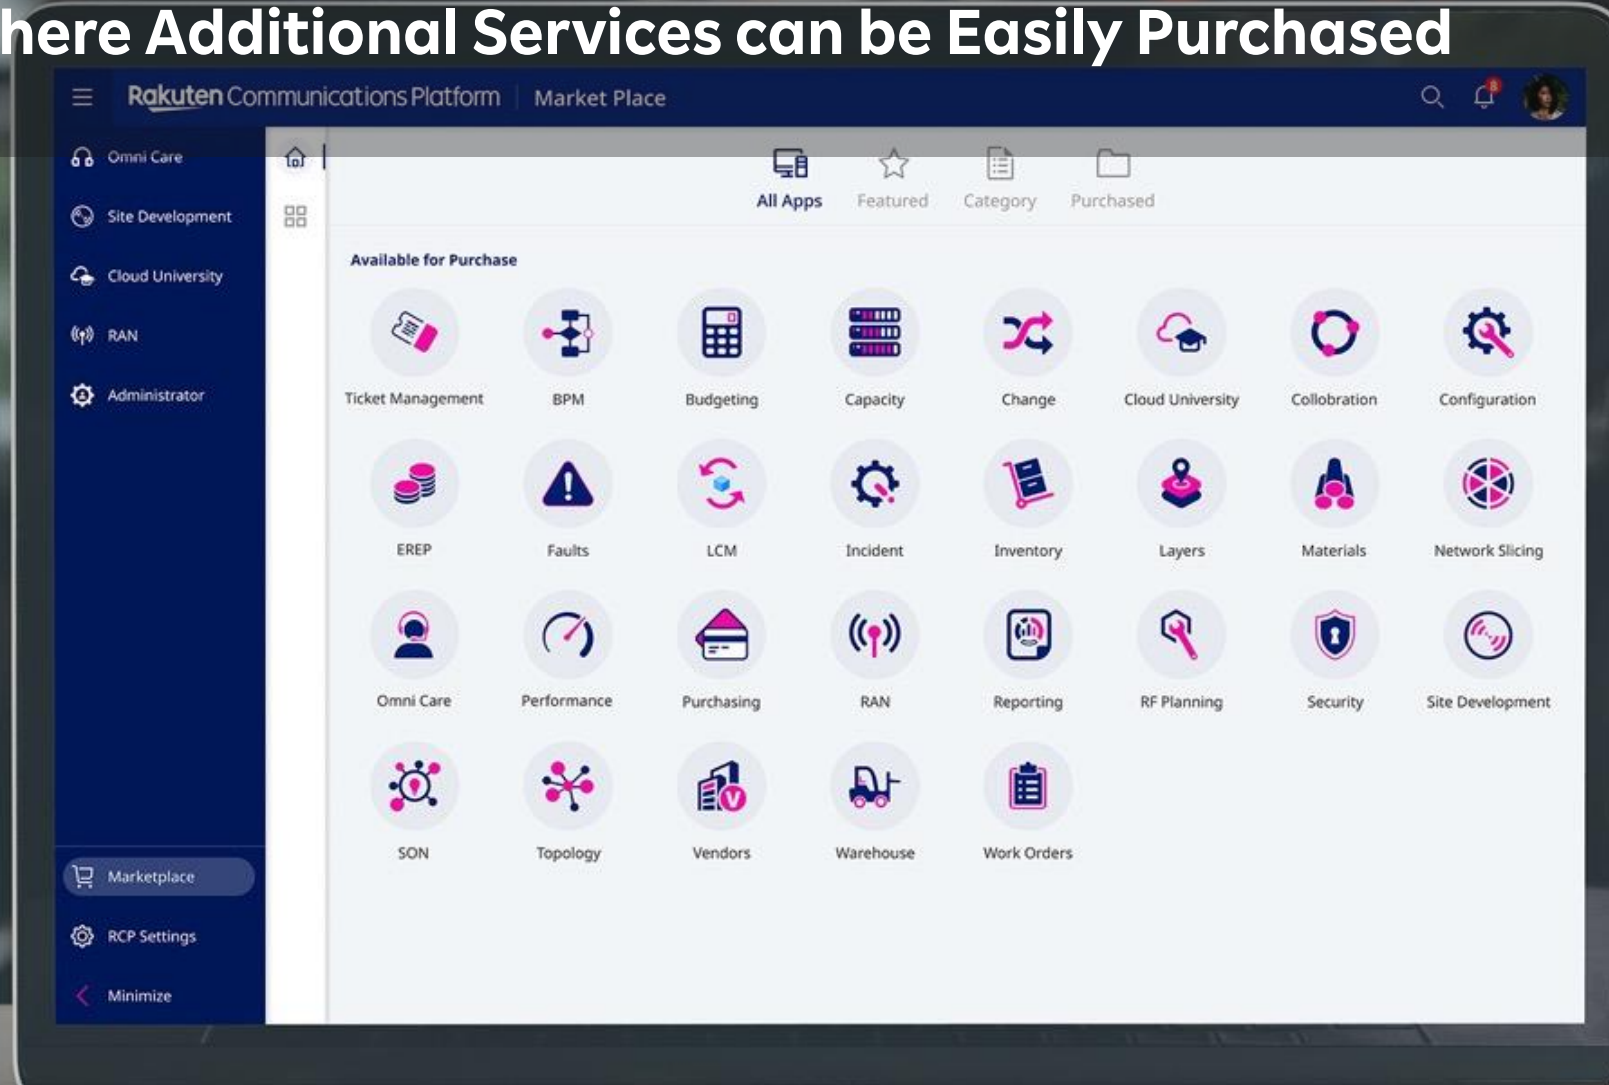 here Additional Services can be Easily Purchased
Rakuten Communications Platform | Market Place
8
Omni Care
Site Development
Cloud University
RAN
Administrator
Marketplace
RCP Settings
Minimize
All Apps Featured Category Purchased
Available for Purchase
Ticket Management BPM Budgeting Capacity Change Cloud University Collobration Configuration
EREP Faults LCM Incident Inventory Layers Materials Network Slicing
Omni Care Performance Purchasing RAN Reporting RF Planning Security Site Development
SON Topology Vendors Warehouse Work Orders